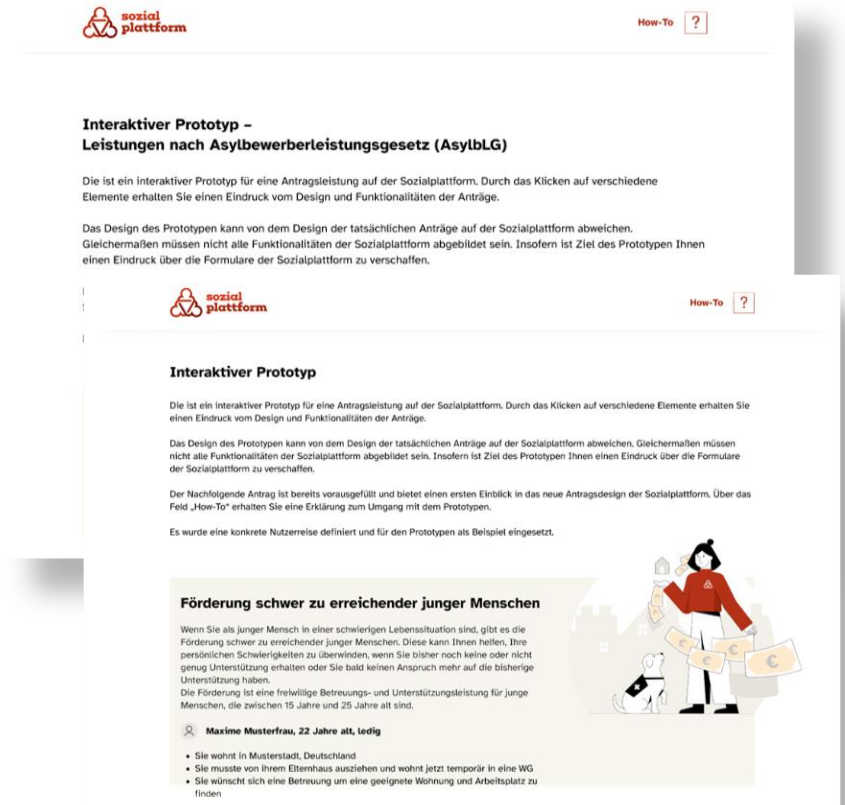 sozial
plattform
How-To
?
Interaktiver Prototyp –
Leistungen nach Asylbewerberleistungsgesetz (AsylbLG)
Die ist ein interaktiver Prototyp für eine Antragsleistung auf der Sozialplattform. Durch das Klicken auf verschiedene
Elemente erhalten Sie einen Eindruck vom Design und Funktionalitäten der Anträge.
Das Design des Prototypen kann von dem Design der tatsächlichen Anträge auf der Sozialplattform abweichen.
Gleichermaßen müssen nicht alle Funktionalitäten der Sozialplattform abgebildet sein. Insofern ist Ziel des Prototypen Ihnen
einen Eindruck über die Formulare der Sozialplattform zu verschaffen.
sozial
plattform
How-To
?
Interaktiver Prototyp
Die ist ein interaktiver Prototyp für eine Antragsleistung auf der Sozialplattform. Durch das Klicken auf verschiedene Elemente erhalten Sie
einen Eindruck vom Design und Funktionalitäten der Anträge.
Das Design des Prototypen kann von dem Design der tatsächlichen Anträge auf der Sozialplattform abweichen. Gleichermaßen müssen
nicht alle Funktionalitäten der Sozialplattform abgebildet sein. Insofern ist Ziel des Prototypen Ihnen einen Eindruck über die Formulare
der Sozialplattform zu verschaffen.
Der Nachfolgende Antrag ist bereits vorausgefüllt und bietet einen ersten Einblick in das neue Antragsdesign der Sozialplattform. Über das
Feld „How-To“ erhalten Sie eine Erklärung zum Umgang mit dem Prototypen.
Es wurde eine konkrete Nutzerreise definiert und für den Prototypen als Beispiel eingesetzt.
Förderung schwer zu erreichender junger Menschen
Wenn Sie als junger Mensch in einer schwierigen Lebenssituation sind, gibt es die
Förderung schwer zu erreichender junger Menschen. Diese kann Ihnen helfen, Ihre
persönlichen Schwierigkeiten zu überwinden, wenn Sie bisher noch keine oder nicht
genug Unterstützung erhalten oder Sie bald keinen Anspruch mehr auf die bisherige
Unterstützung haben.
Die Förderung ist eine freiwillige Betreuungs- und Unterstützungsleistung für junge
Menschen, die zwischen 15 Jahre und 25 Jahre alt sind.
Maxime Musterfrau, 22 Jahre alt, ledig
• Sie wohnt in Musterstadt, Deutschland
• Sie musste von ihrem Elternhaus ausziehen und wohnt jetzt temporär in eine WG
• Sie wünscht sich eine Betreuung um eine geeignete Wohnung und Arbeitsplatz zu
finden
€
€
€
€